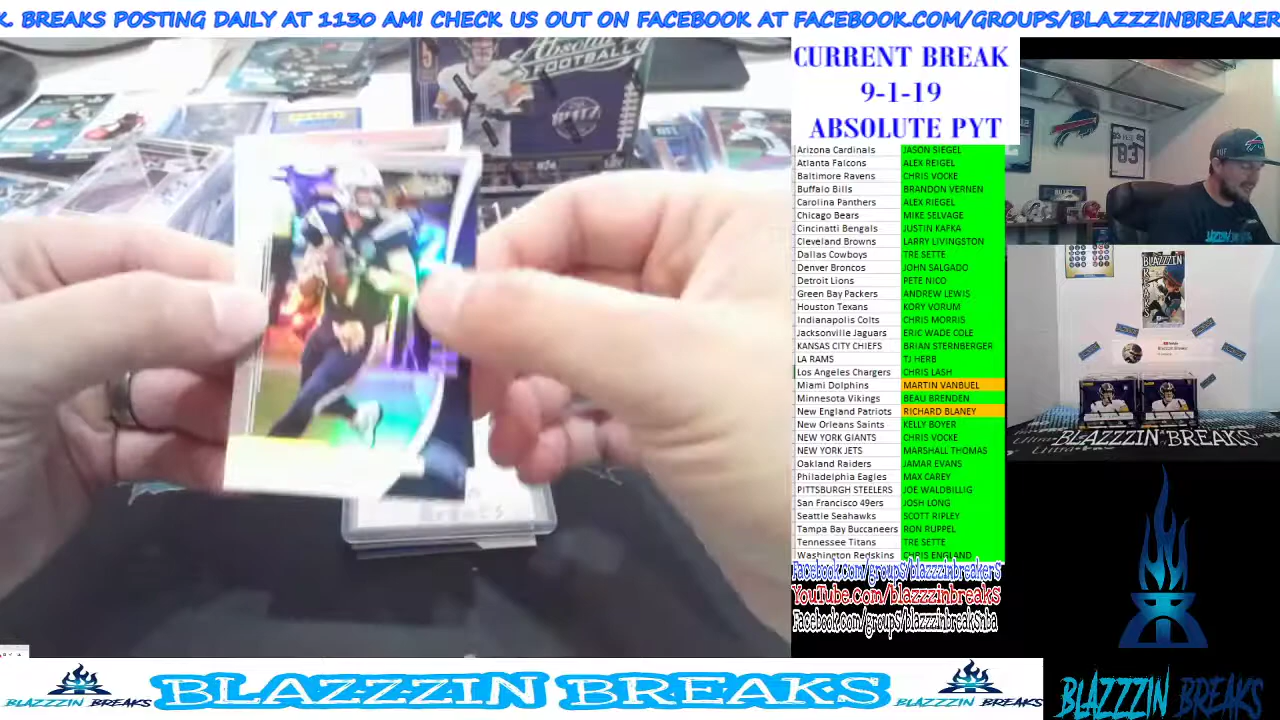 K. BREAKS POSTING DAILY AT 1130 AM! CHECK US OUT ON FACEBOOK AT FACEBOOK.COM/GROUPS/BLAZZZINBREAKER
Absolute
FOOTBALL
CURRENT BREAK
9-1-19
ABSOLUTE PYT
Arizona Cardinals JASON SIEGEL
Atlanta Falcons ALEX REIGEL
Baltimore Ravens CHRIS VOCKE
Buffalo Bills BRANDON VERNEN
Carolina Panthers ALEX RIEGEL
Chicago Bears MIKE SELVAGE
Cincinatti Bengals JUSTIN KAFKA
Cleveland Browns LARRY LIVINGSTON
Dallas Cowboys TRE SETTE
Denver Broncos JOHN SALGADO
Detroit Lions PETE NICO
Green Bay Packers ANDREW LEWIS
Houston Texans KORY VORUM
Indianapolis Colts CHRIS MORRIS
Jacksonville Jaguars ERIC WADE COLE
KANSAS CITY CHIEFS BRIAN STERNBERGER
LA RAMS TJ HERB
Los Angeles Chargers CHRIS LASH
Miami Dolphins MARTIN VANBUEL
Minnesota Vikings BEAU BRENDEN
New England Patriots RICHARD BLANEY
New Orleans Saints KELLY BOYER
NEW YORK GIANTS CHRIS VOCKE
NEW YORK JETS MARSHALL THOMAS
Oakland Raiders JAMAR EVANS
Philadelphia Eagles MAX CAREY
PITTSBURGH STEELERS JOE WALDBILLIG
San Francisco 49ers JOSH LONG
Seattle Seahawks SCOTT RIPLEY
Tampa Bay Buccaneers RON RUPPEL
Tennessee Titans TRE SETTE
Washington Redskins CHRIS ENGLAND
Facebook.com/groups/blazzzinbreakers
YouTube.com/blazzzinbreaks
Facebook.com/groups/blazzzinbreaksnba
83
BLAZZZIN
BLAZZZIN BREAKS
BLAZZZIN BREAKS
BLAZZZIN BREAKS
BLAZZZIN BREAKS
BLAZZZIN BREAKS